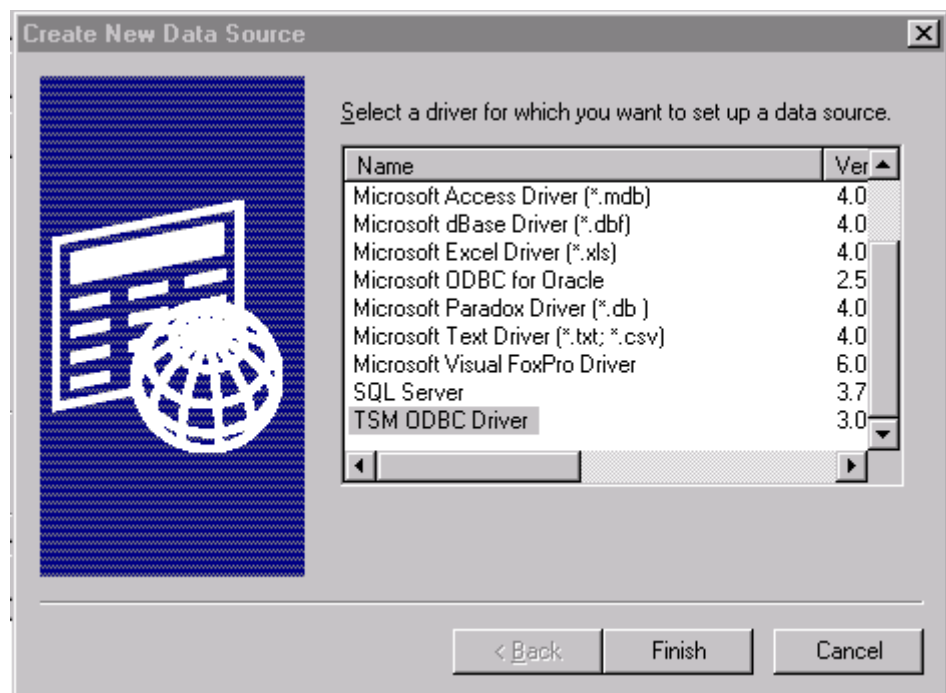 Create New Data Source
Select a driver for which you want to set up a data source.
Name Ver
Microsoft Access Driver (*.mdb) 4.0
Microsoft dBase Driver (*.dbf) 4.0
Microsoft Excel Driver (*.xls) 4.0
Microsoft ODBC for Oracle 2.5
Microsoft Paradox Driver (*.db ) 4.0
Microsoft Text Driver (*.txt; *.csv) 4.0
Microsoft Visual FoxPro Driver 6.0
SQL Server 3.7
TSM ODBC Driver 3.0
< Back Finish Cancel